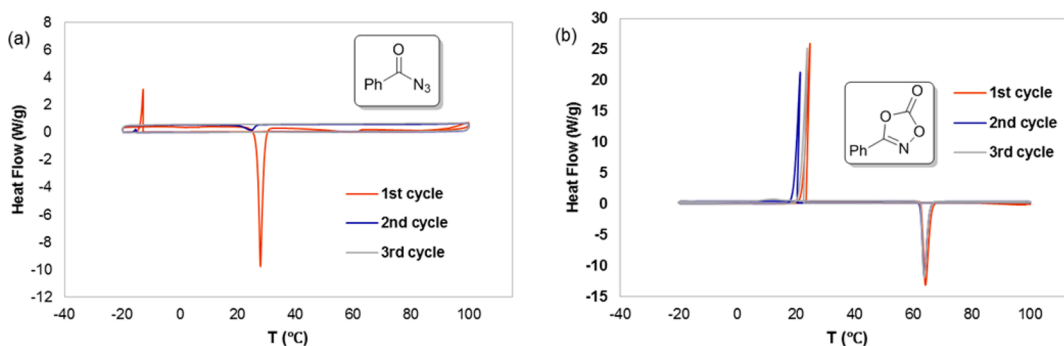 (a)
8
6
4
2
0
-2
-4
-6
-8
-10
-12
Heat Flow (W/g)
O
Ph
N3
1st cycle
2nd cycle
3rd cycle
-40 -20 0 20 40 60 80 100
T (℃)
(b)
30
25
20
15
10
5
0
-5
-10
-15
Heat Flow (W/g)
O
O
O
Ph
N
1st cycle
2nd cycle
3rd cycle
-40 -20 0 20 40 60 80 100
T (℃)